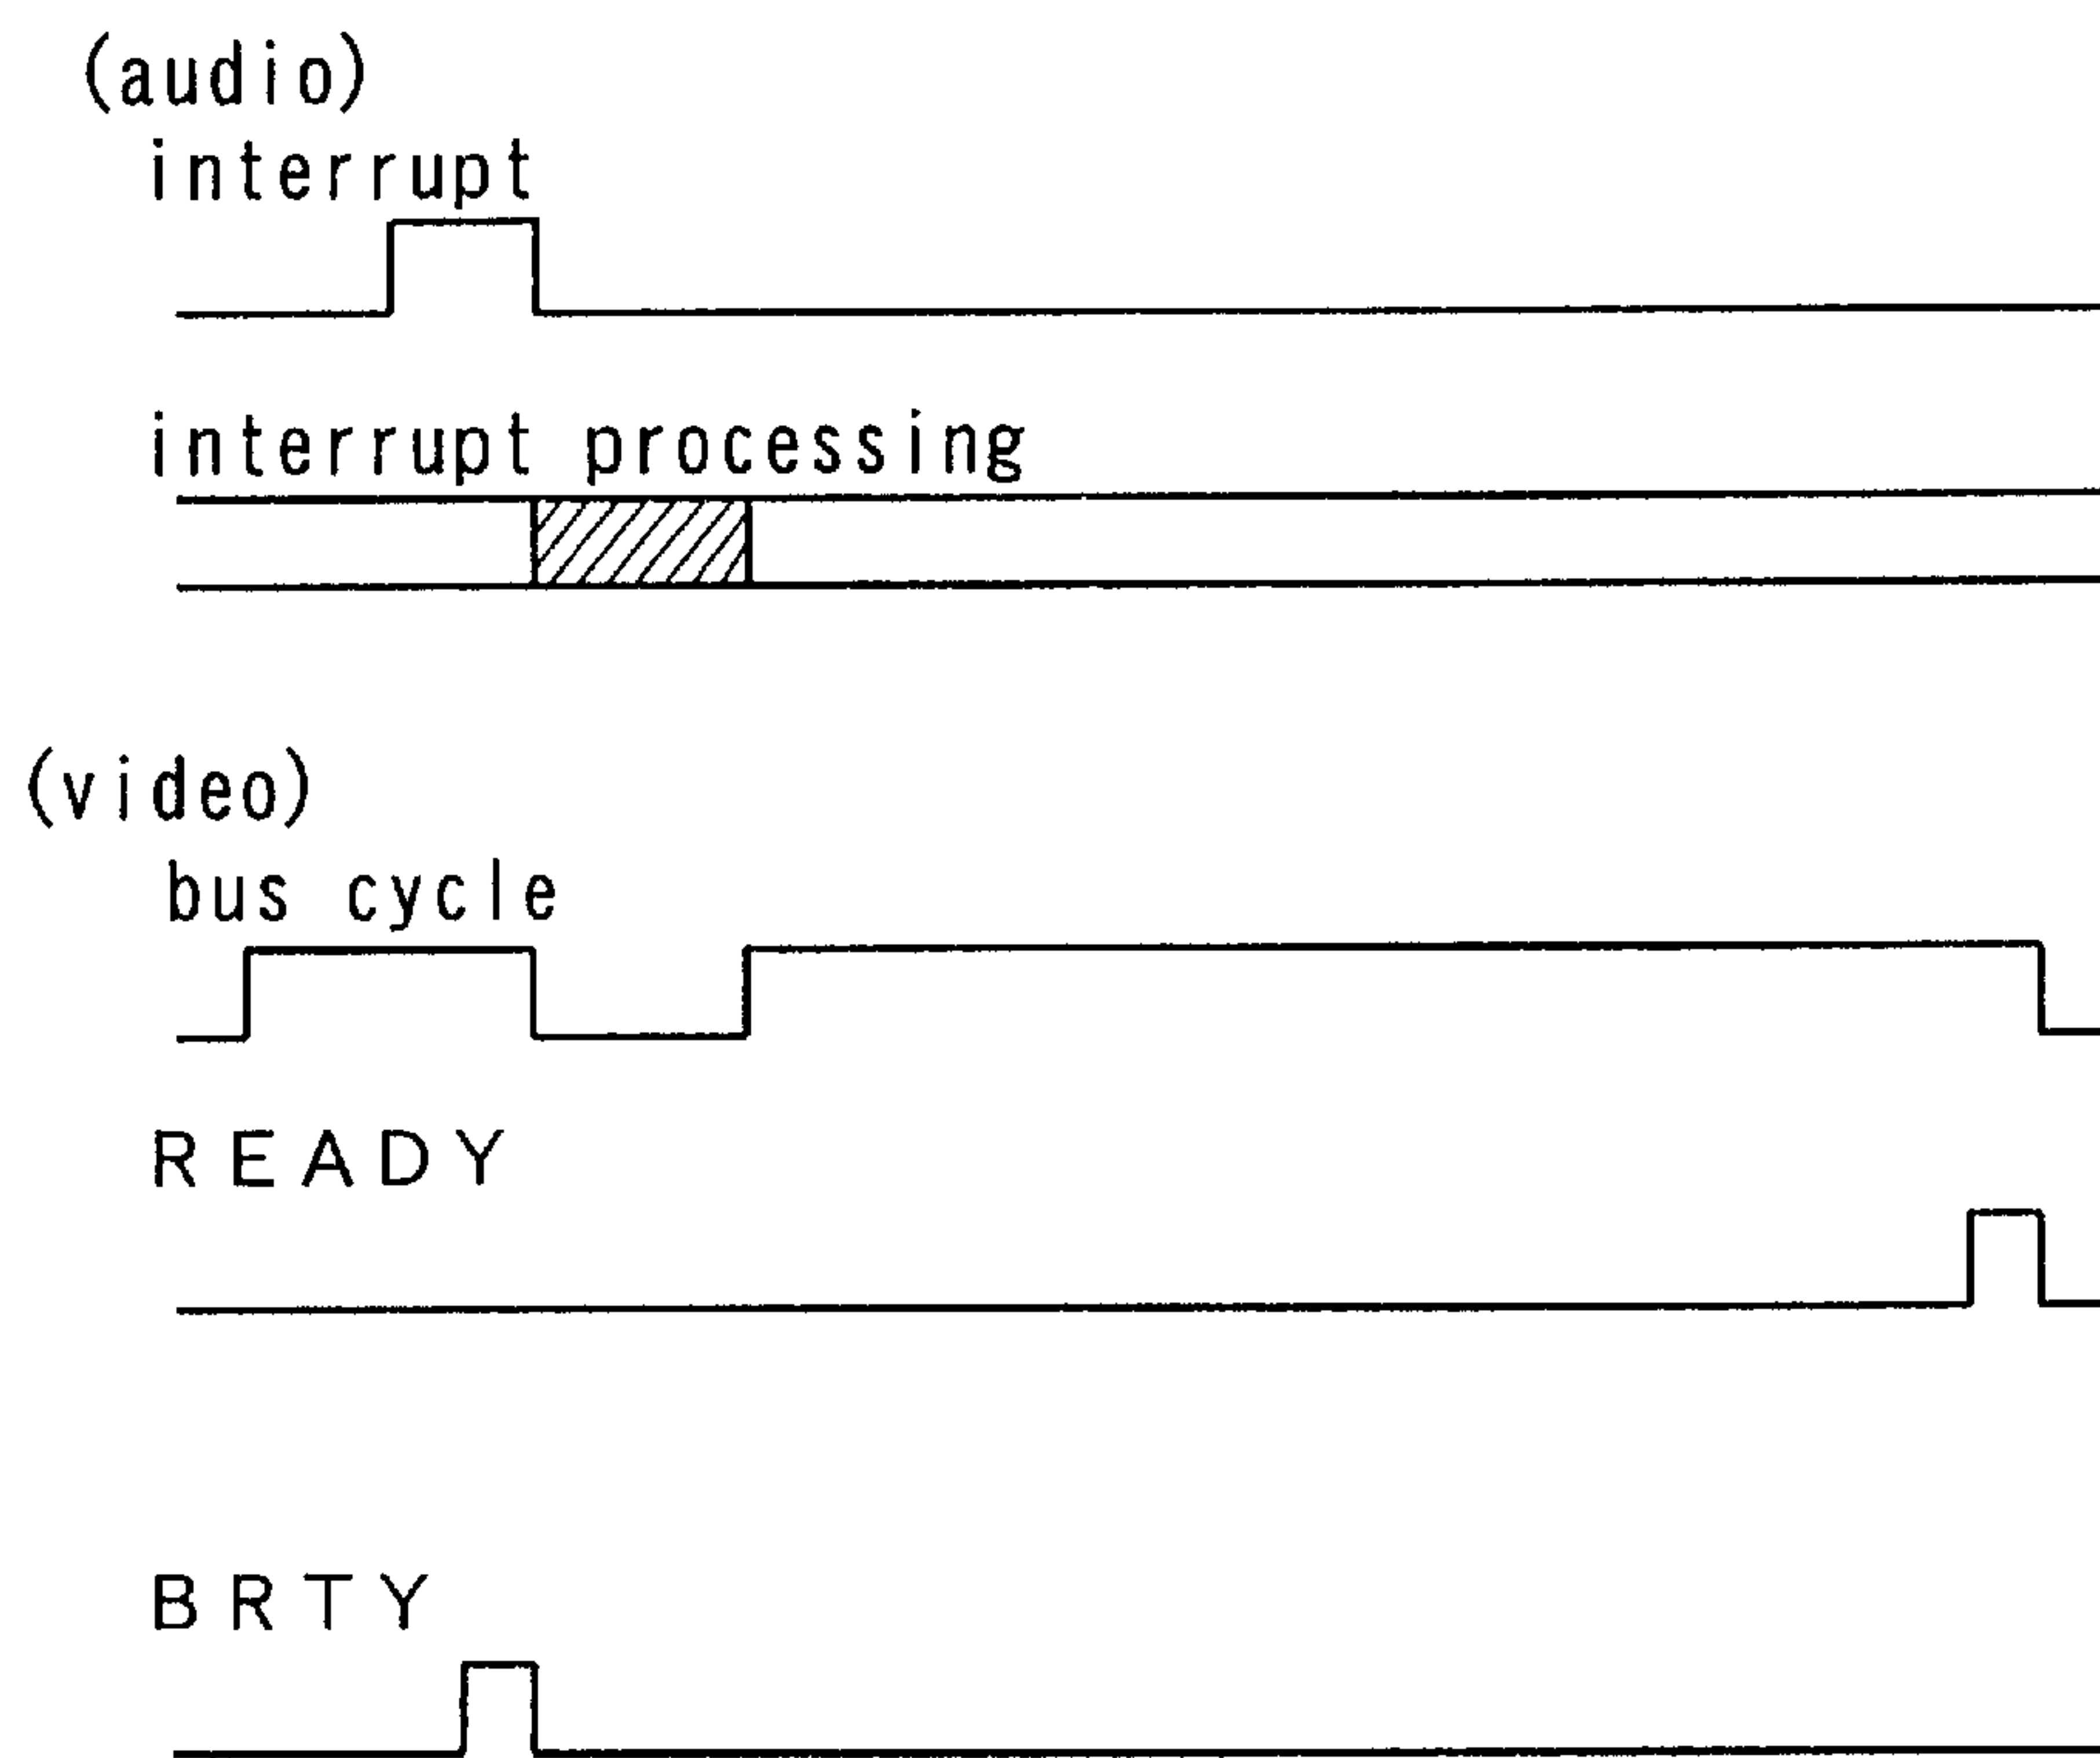 (audio)
interrupt
interrupt processing
(video)
bus cycle
READY
BRTY